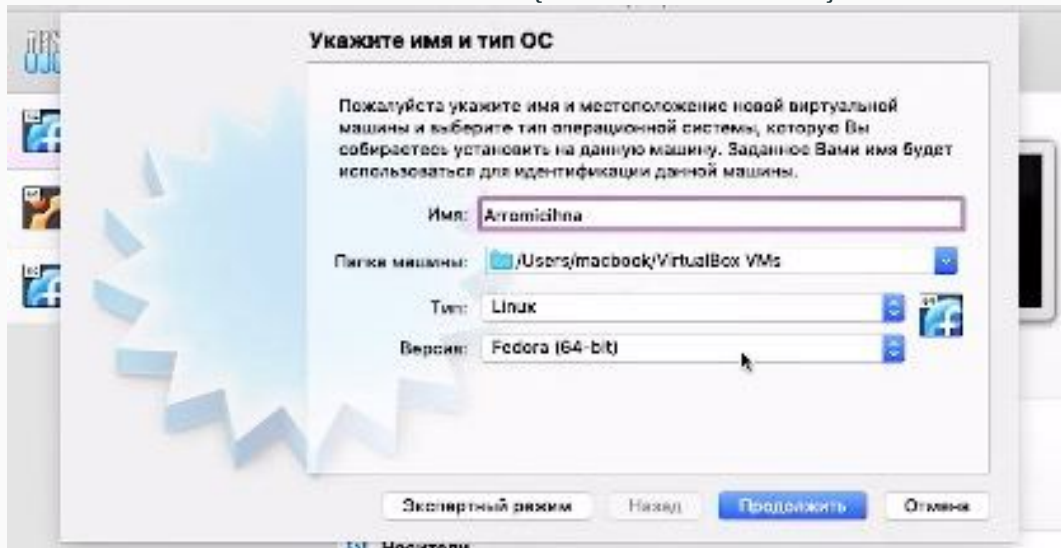 Укажите имя и тип ОС
Пожалуйста укажите имя и местоположение новой виртуальной
машины и выберите тип операционной системы, которую Вы
собираетесь установить на данную машину. Заданное Вами имя будет
использоваться для идентификации данной машины.
Имя: Arromicihna
Папка машины: /Users/macbook/VirtualBox VMs
Тип: Linux
Версия: Fedora (64-bit)
Экспертный режим Назад Продолжить Отмена
Носители